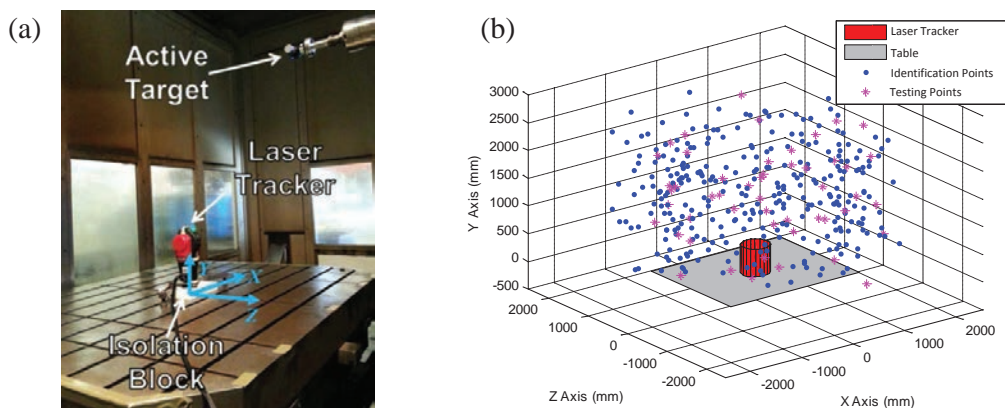 (a)
Active
Target
Laser
Tracker
Y
X
Z
Isolation
Block
(b)
Laser Tracker
Table
Identification Points
Testing Points
3000
2500
2000
1500
1000
500
0
-500
Y Axis (mm)
2000
1000
0
-1000
-2000
Z Axis (mm)
-2000
-1000
0
1000
2000
X Axis (mm)